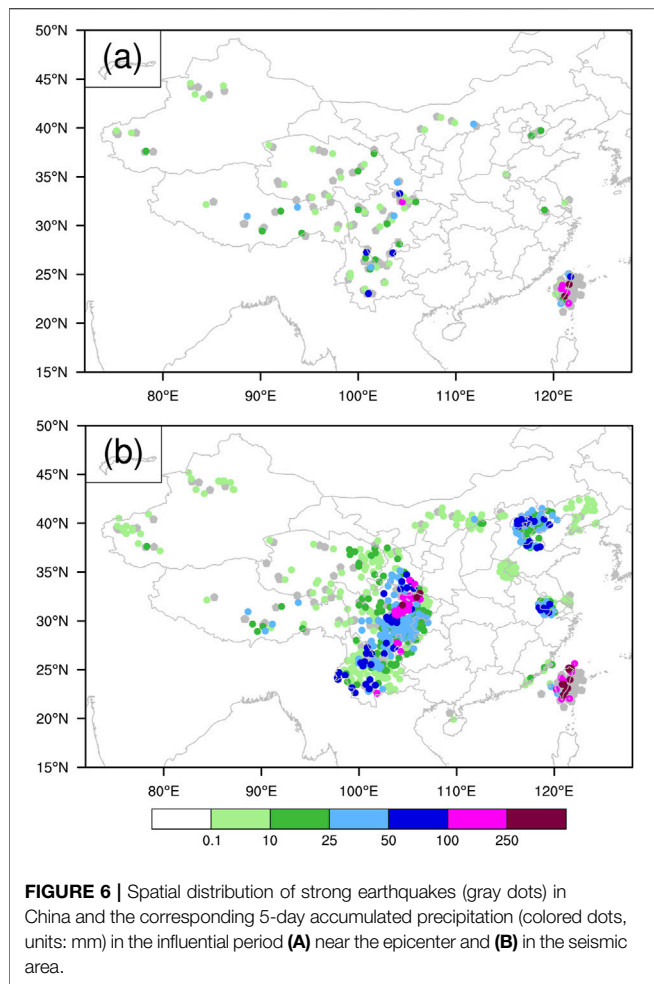 50°N
(a)
45°N
40°N
35°N
30°N
25°N
20°N
15°N
80°E 90°E 100°E 110°E 120°E
50°N
(b)
45°N
40°N
35°N
30°N
25°N
20°N
15°N
80°E 90°E 100°E 110°E 120°E
0.1 10 25 50 100 250
FIGURE 6 | Spatial distribution of strong earthquakes (gray dots) in
China and the corresponding 5-day accumulated precipitation (colored dots,
units: mm) in the influential period (A) near the epicenter and (B) in the seismic
area.